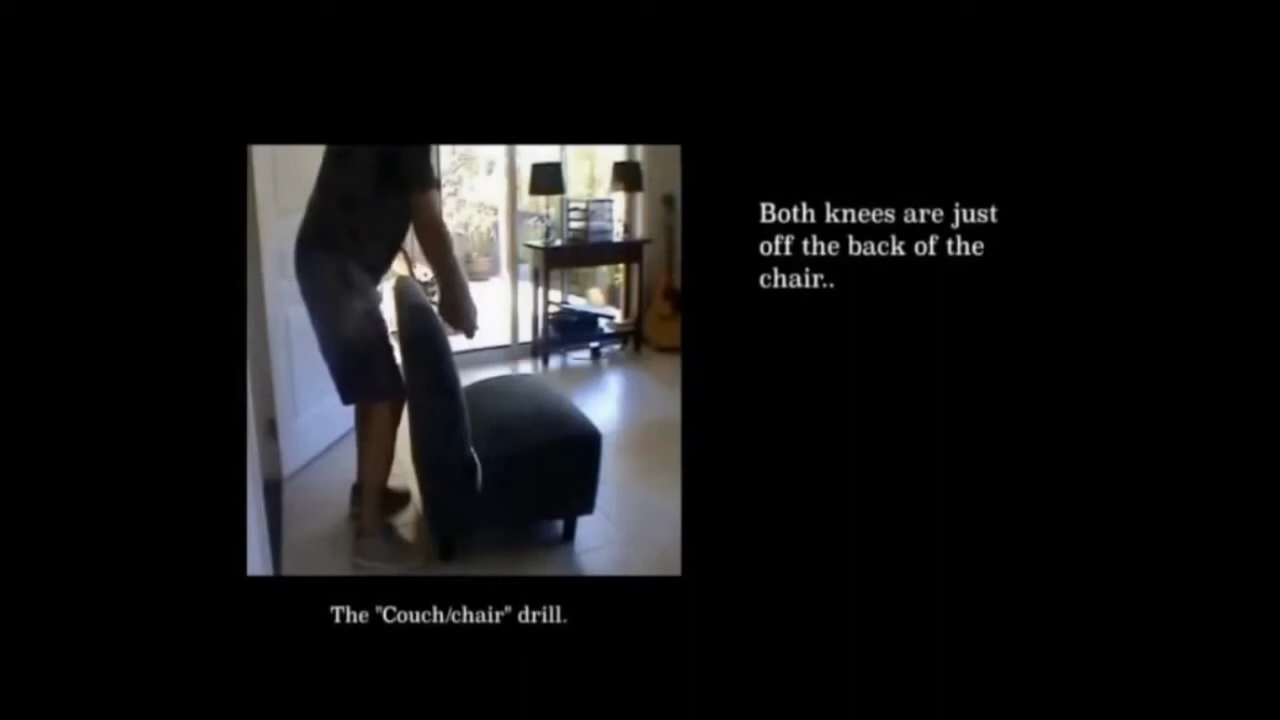 Both knees are just
off the back of the
chair..
The "Couch/chair" drill.